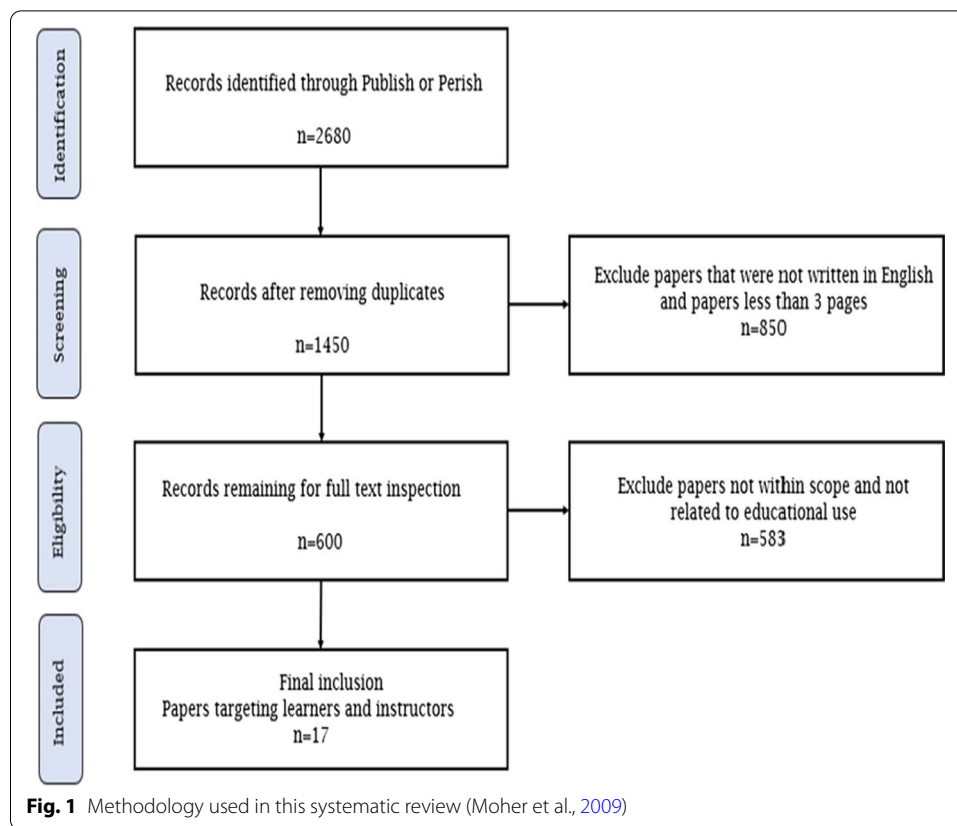 Identification
Records identified through Publish or Perish
n=2680
Screening
Records after removing duplicates
n=1450
Exclude papers that were not written in English
and papers less than 3 pages
n=850
Eligibility
Records remaining for full text inspection
n=600
Exclude papers not within scope and not
related to educational use
n=583
Included
Final inclusion
Papers targeting learners and instructors
n=17
Fig. 1 Methodology used in this systematic review (Moher et al., 2009)